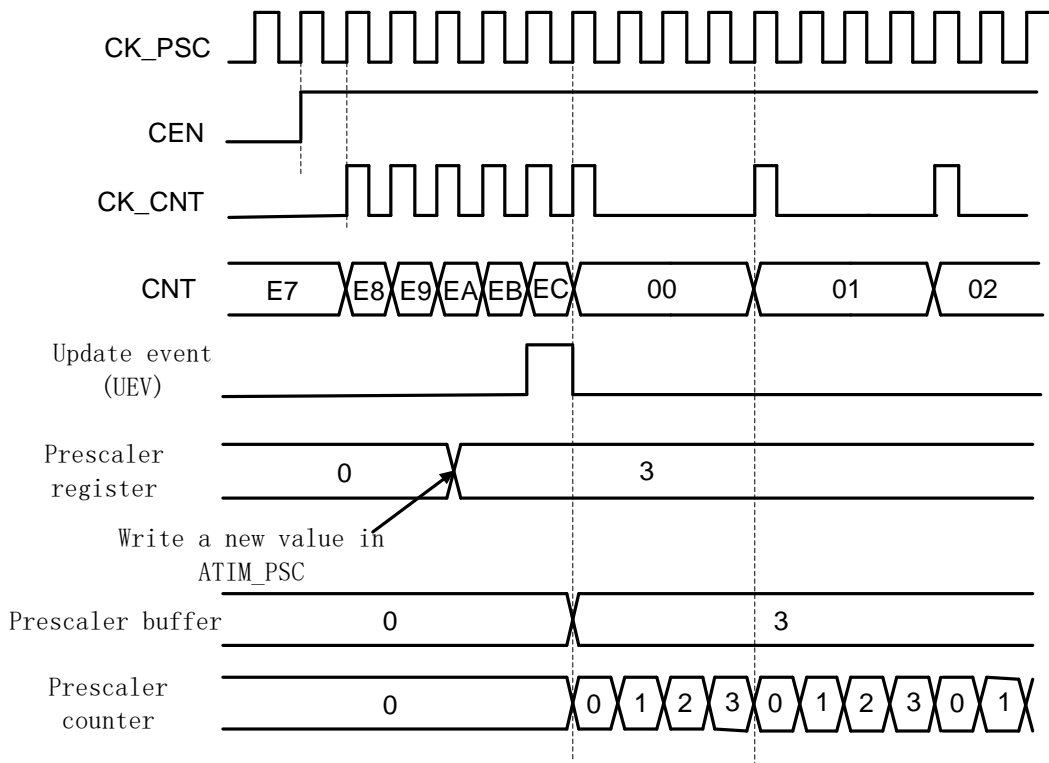 CK_PSC
CEN
CK_CNT
CNT
E7 E8 E9 EA EB EC 00 01 02
Update event
(UEV)
Prescaler
register
0 3
Write a new value in
ATIM_PSC
Prescaler buffer
0 3
Prescaler
counter
0 0 1 2 3 0 1 2 3 0 1